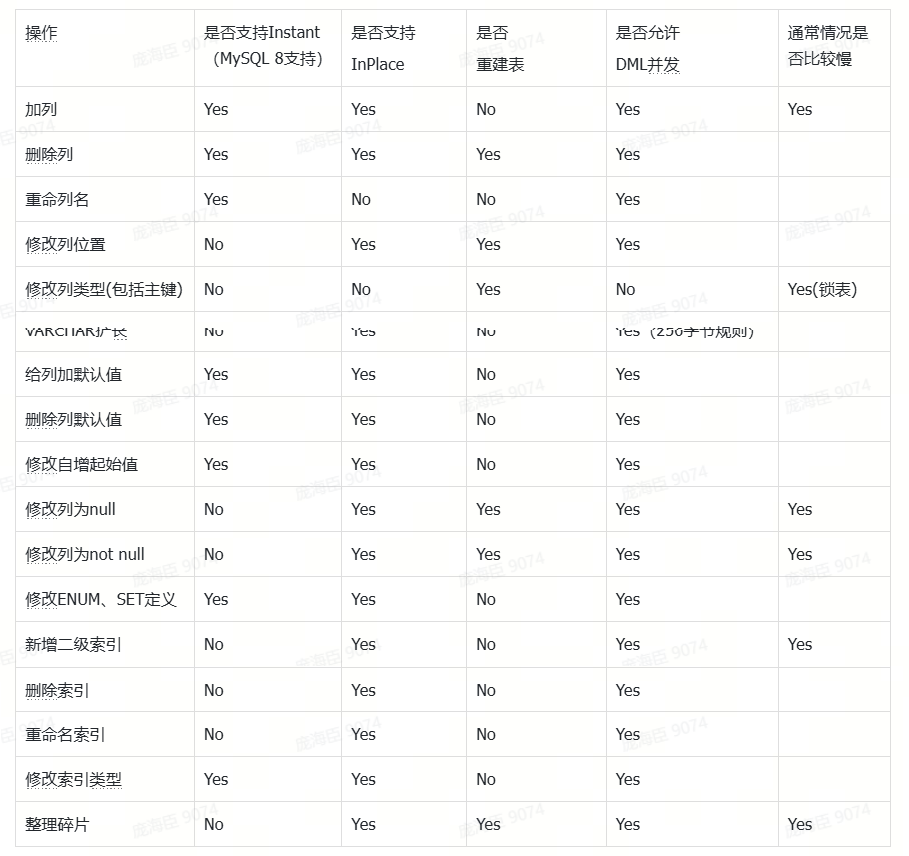 操作 是否支持Instant 是否支持 是否 是否允许 通常情况是
（MySQL 8支持） InPlace 重建表 DML并发 否比较慢
加列 Yes Yes No Yes Yes
删除列 Yes Yes Yes Yes
重命名列名 Yes No No Yes
修改列位置 No Yes Yes Yes
修改列类型(包括主键) No No Yes No Yes(锁表)
VARCHAR扩长 No Yes No Yes（256字节规则）
给列加默认值 Yes Yes No Yes
删除列默认值 Yes Yes No Yes
修改自增起始值 Yes Yes No Yes
修改列为null No Yes Yes Yes Yes
修改列为not null No Yes Yes Yes Yes
修改ENUM、SET定义 Yes Yes No Yes
新增二级索引 No Yes No Yes Yes
删除索引 No Yes No Yes
重命名索引 No Yes No Yes
修改索引类型 Yes Yes No Yes
整理碎片 No Yes Yes Yes Yes
庞海臣 9074